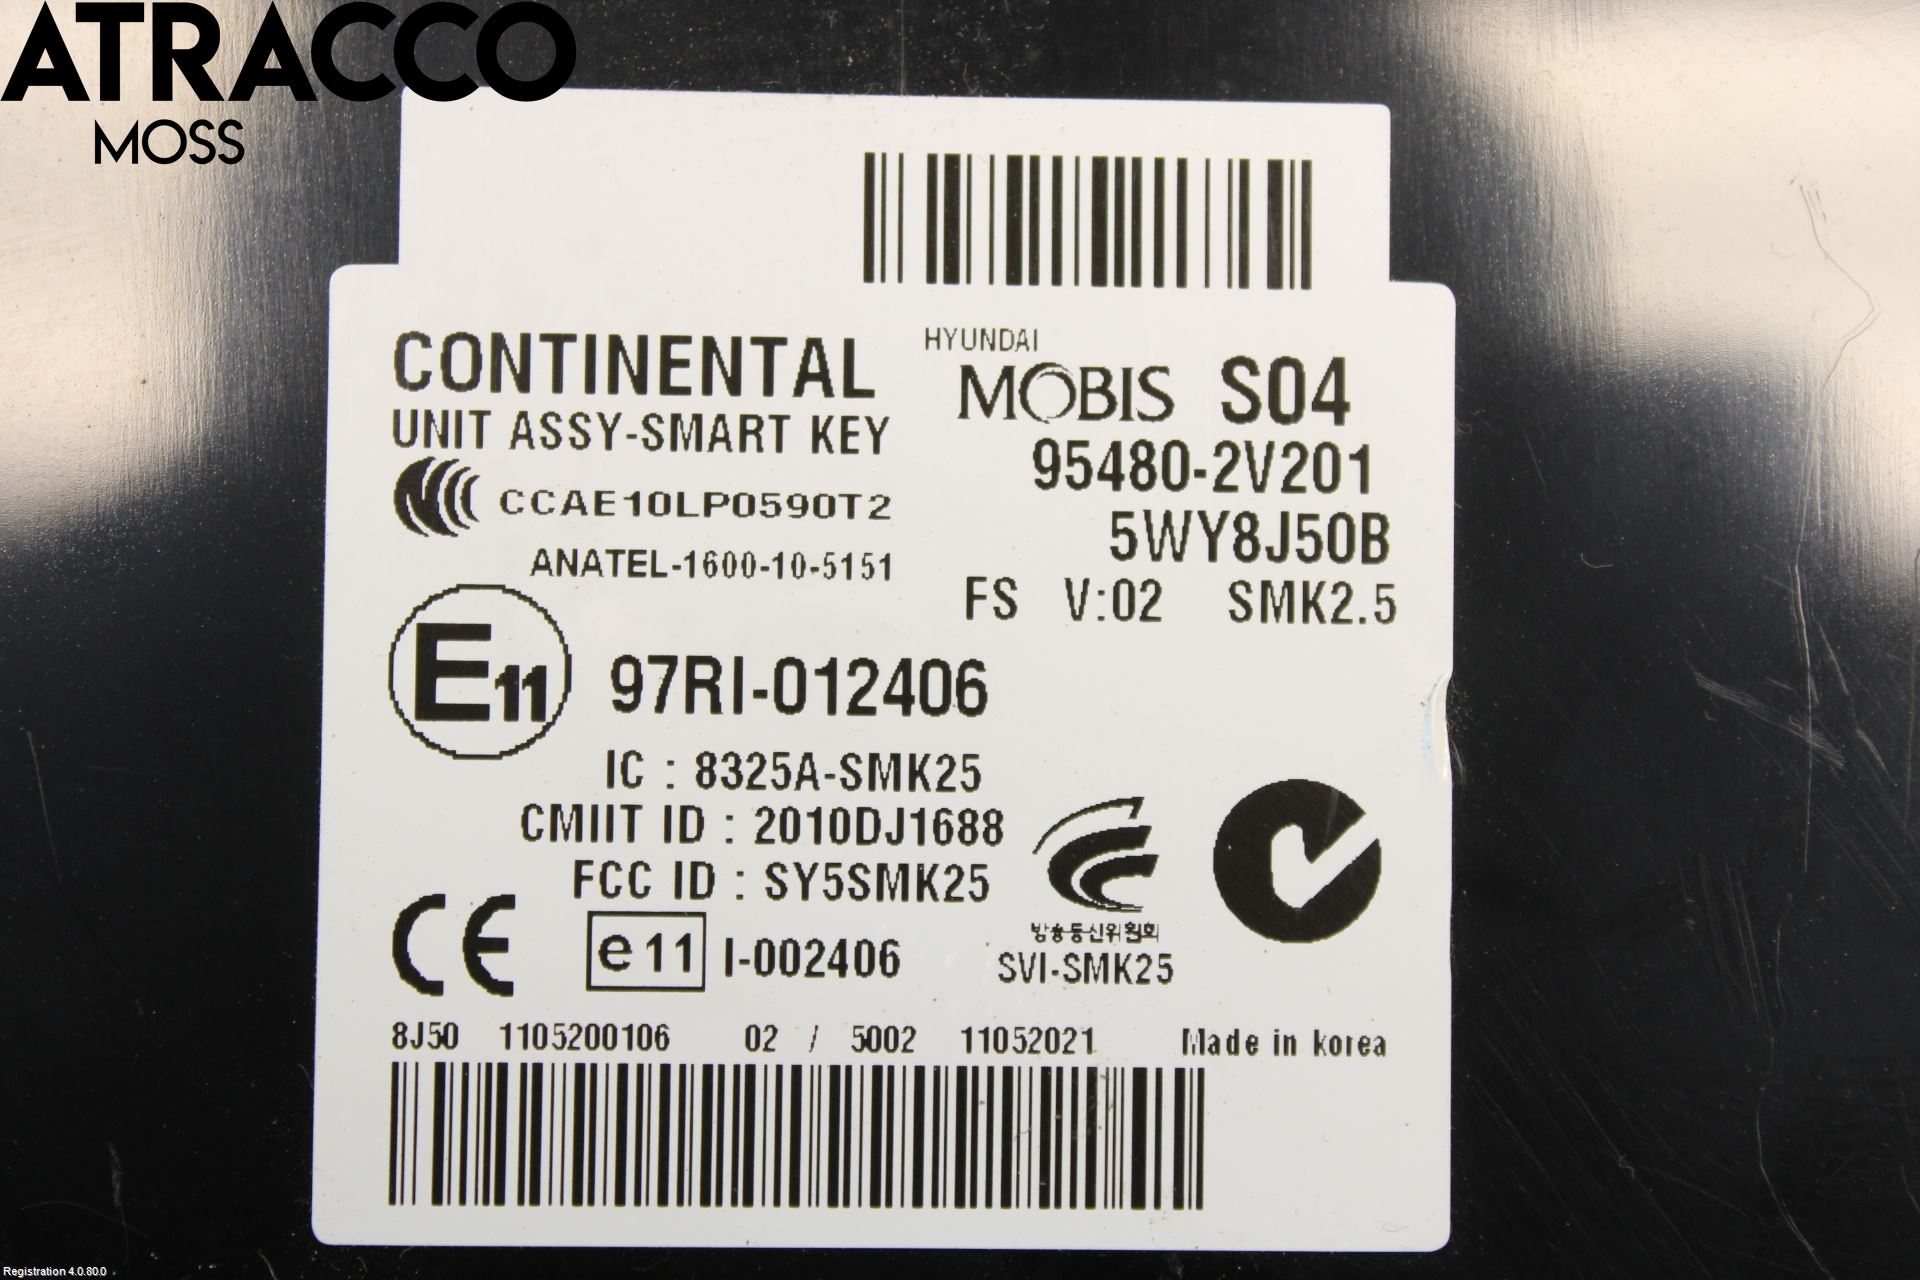 ATRACCO
MOSS
CONTINENTAL
UNIT ASSY-SMART KEY
CCAE10LP0590T2
ANATEL-1600-10-5151
HYUNDAI
MOBIS S04
95480-2V201
5WY8J50B
FS V:02 SMK2.5
E11 97RI-012406
IC : 8325A-SMK25
CMIIT ID : 2010DJ1688
FCC ID : SY5SMK25
CE e11 I-002406
방송통신위원회
SVI-SMK25
8J50 1105200106 02 / 5002 11052021 Made in korea
Registration 4.0.80.0